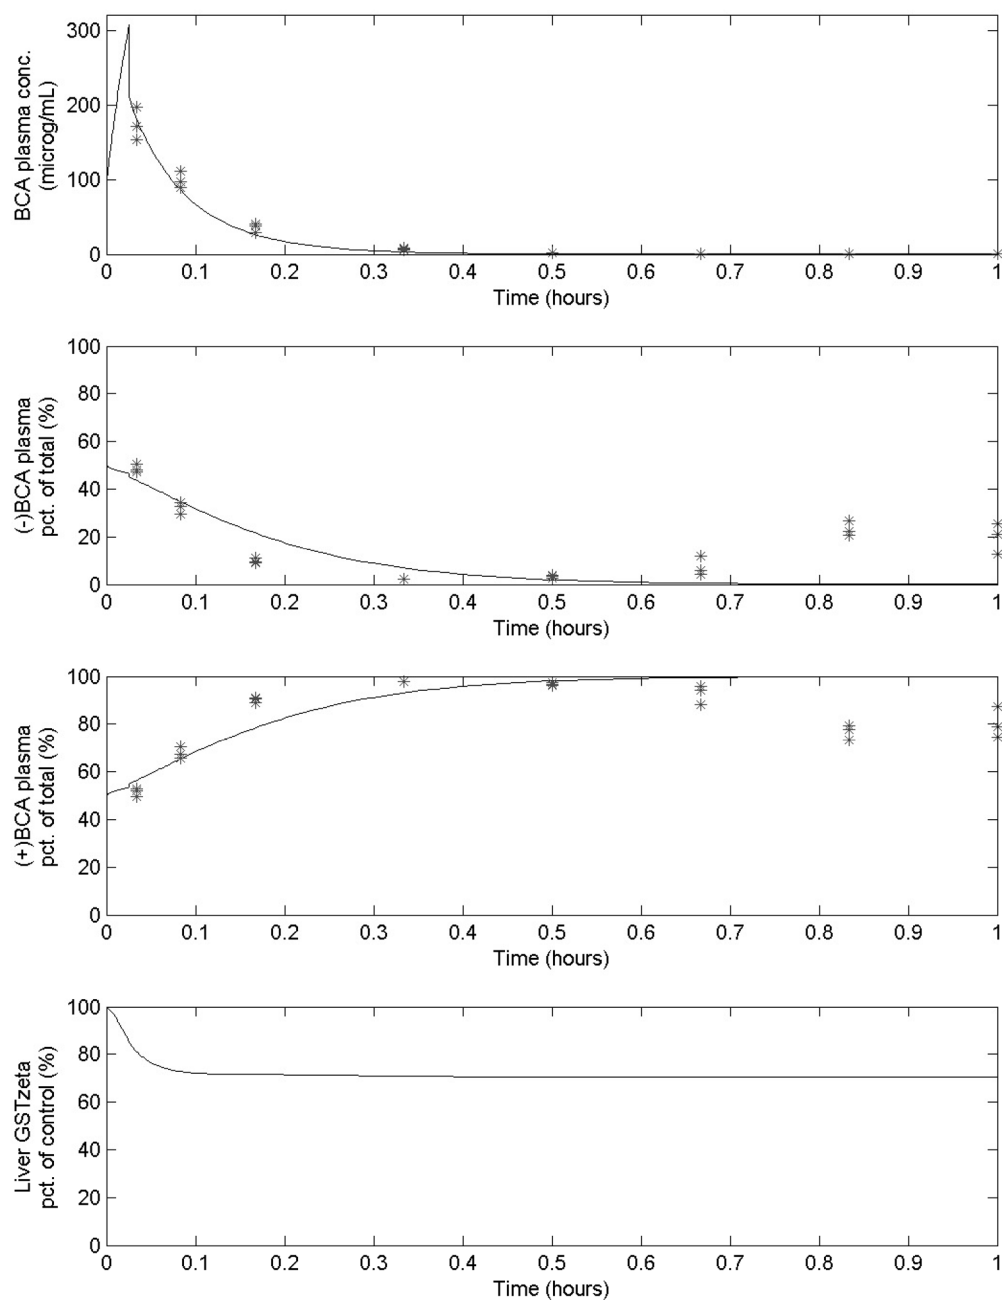 BCA plasma conc.
(microg/mL)
300
200
100
0
0 0.1 0.2 0.3 0.4 0.5 0.6 0.7 0.8 0.9 1
Time (hours)
(-)BCA plasma
pct. of total (%)
100
80
60
40
20
0
0 0.1 0.2 0.3 0.4 0.5 0.6 0.7 0.8 0.9 1
Time (hours)
(+)BCA plasma
pct. of total (%)
100
80
60
40
20
0
0 0.1 0.2 0.3 0.4 0.5 0.6 0.7 0.8 0.9 1
Time (hours)
Liver GSTzeta
pct. of control (%)
100
80
60
40
20
0
0 0.1 0.2 0.3 0.4 0.5 0.6 0.7 0.8 0.9 1
Time (hours)